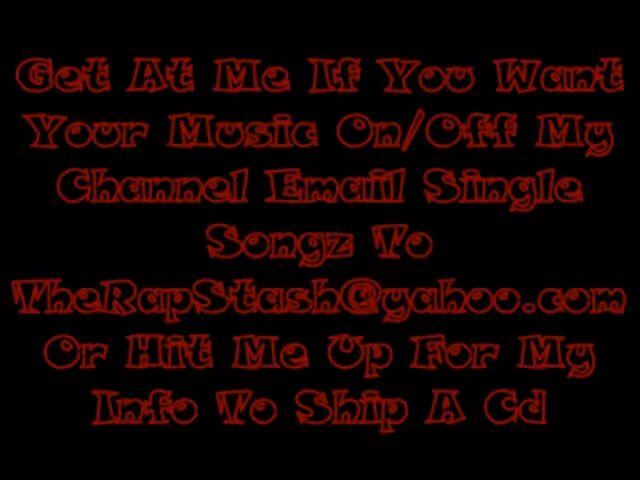 Get At Me If You Want
Your Music On/Off My
Channel Email Single
Songz To
TheRapStash@yahoo.com
Or Hit Me Up For My
Info To Ship A Cd